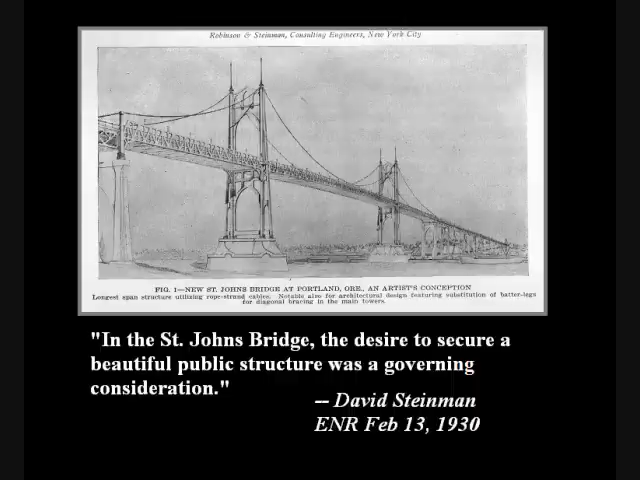 Robinson & Steinman, Consulting Engineers, New York City
FIG. 1—NEW ST. JOHNS BRIDGE AT PORTLAND, ORE., AN ARTIST'S CONCEPTION
Longest span structure utilizing rope-strand cables. Notable also for architectural design featuring substitution of batter-legs
for diagonal bracing in the main towers.
"In the St. Johns Bridge, the desire to secure a
beautiful public structure was a governing
consideration."
-- David Steinman
ENR Feb 13, 1930